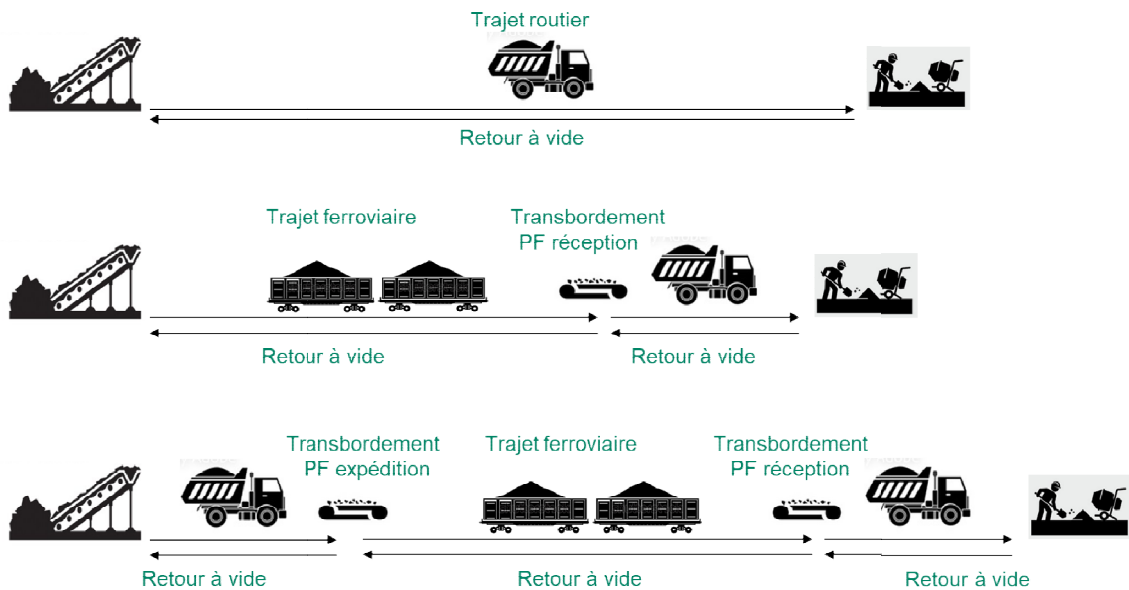 Trajet routier
Retour à vide
Trajet ferroviaire
Transbordement
PF réception
Retour à vide
Retour à vide
Transbordement
PF expédition
Trajet ferroviaire
Transbordement
PF réception
Retour à vide
Retour à vide
Retour à vide